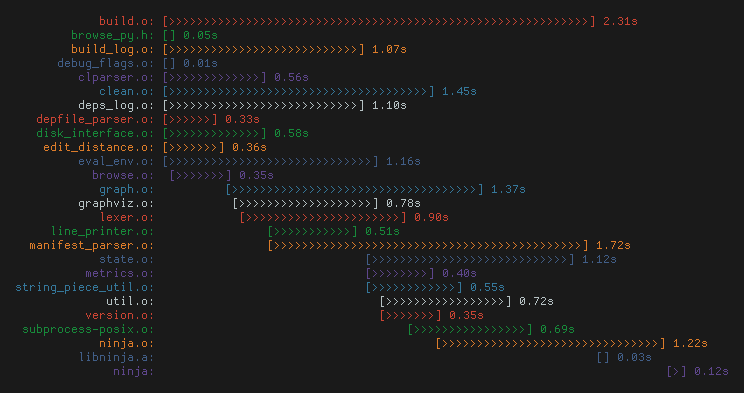 build.o: [>>>>>>>>>>>>>>>>>>>>>>>>>>>>>>>>>>>>>>>>>>>>>>>>>>>>>>>>>>>>] 2.31s
browse_py.h: [] 0.05s
build_log.o: [>>>>>>>>>>>>>>>>>>>>>>>>>>>] 1.07s
debug_flags.o: [] 0.01s
clparser.o: [>>>>>>>>>>>>>] 0.56s
clean.o: [>>>>>>>>>>>>>>>>>>>>>>>>>>>>>>>>>>>>>] 1.45s
deps_log.o: [>>>>>>>>>>>>>>>>>>>>>>>>>>>] 1.10s
depfile_parser.o: [>>>>>>] 0.33s
disk_interface.o: [>>>>>>>>>>>>>] 0.58s
edit_distance.o: [>>>>>>>] 0.36s
eval_env.o: [>>>>>>>>>>>>>>>>>>>>>>>>>>>>>] 1.16s
browse.o: [>>>>>>>] 0.35s
graph.o: [>>>>>>>>>>>>>>>>>>>>>>>>>>>>>>>>>>>] 1.37s
graphviz.o: [>>>>>>>>>>>>>>>>>>>] 0.78s
lexer.o: [>>>>>>>>>>>>>>>>>>>>>>] 0.90s
line_printer.o: [>>>>>>>>>>>] 0.51s
manifest_parser.o: [>>>>>>>>>>>>>>>>>>>>>>>>>>>>>>>>>>>>>>>>>>>>] 1.72s
state.o: [>>>>>>>>>>>>>>>>>>>>>>>>>>>>] 1.12s
metrics.o: [>>>>>>>>] 0.40s
string_piece_util.o: [>>>>>>>>>>>>] 0.55s
util.o: [>>>>>>>>>>>>>>>>>] 0.72s
version.o: [>>>>>>>] 0.35s
subprocess-posix.o: [>>>>>>>>>>>>>>>>] 0.69s
ninja.o: [>>>>>>>>>>>>>>>>>>>>>>>>>>>>>>>] 1.22s
libninja.a: [] 0.03s
ninja: [>] 0.12s